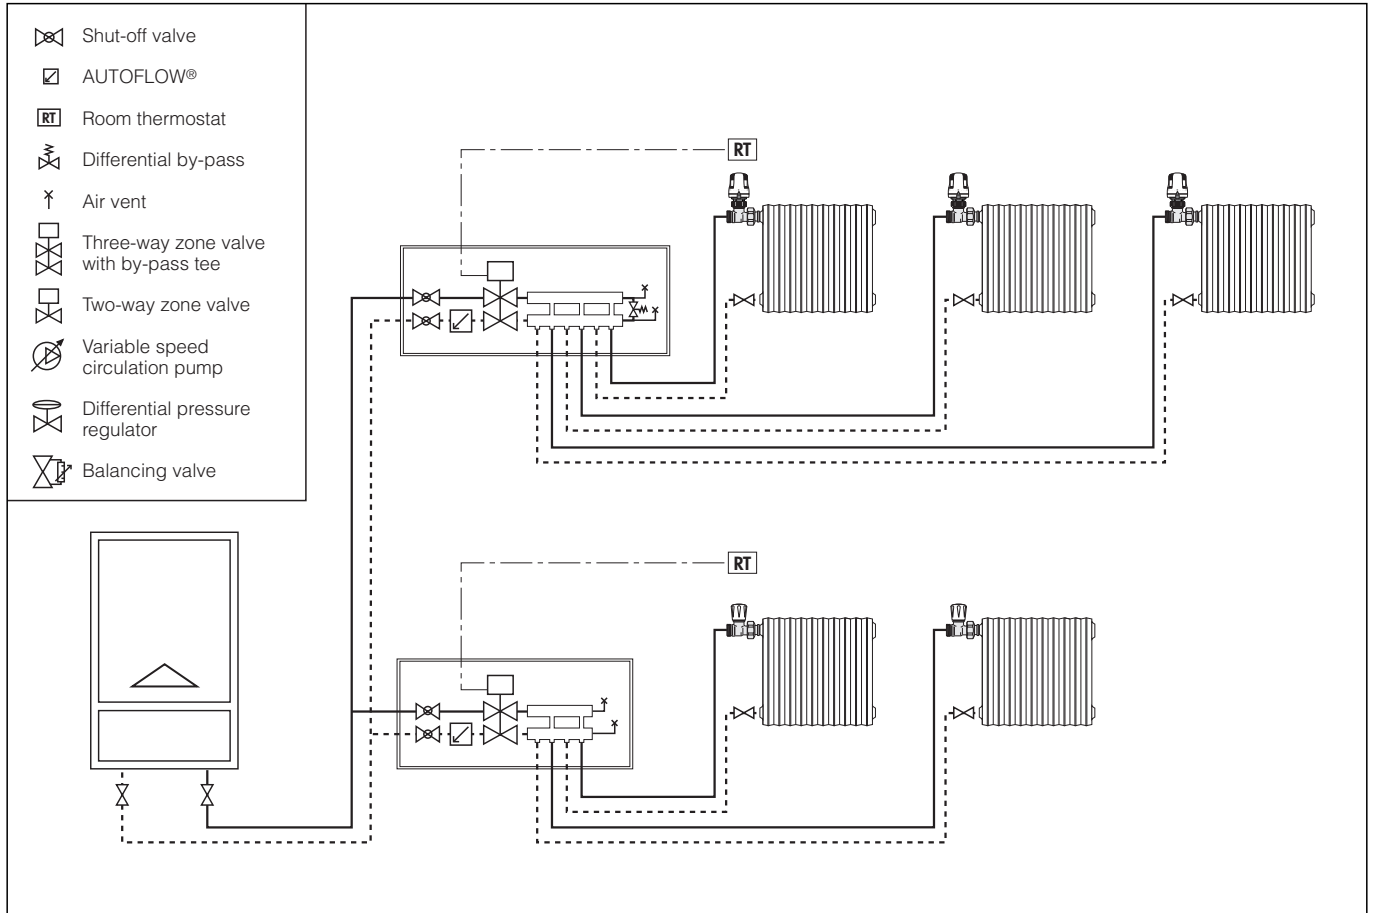 Shut-off valve
AUTOFLOW®
RT Room thermostat
Differential by-pass
Air vent
Three-way zone valve
with by-pass tee
Two-way zone valve
Variable speed
circulation pump
Differential pressure
regulator
Balancing valve
RT
RT